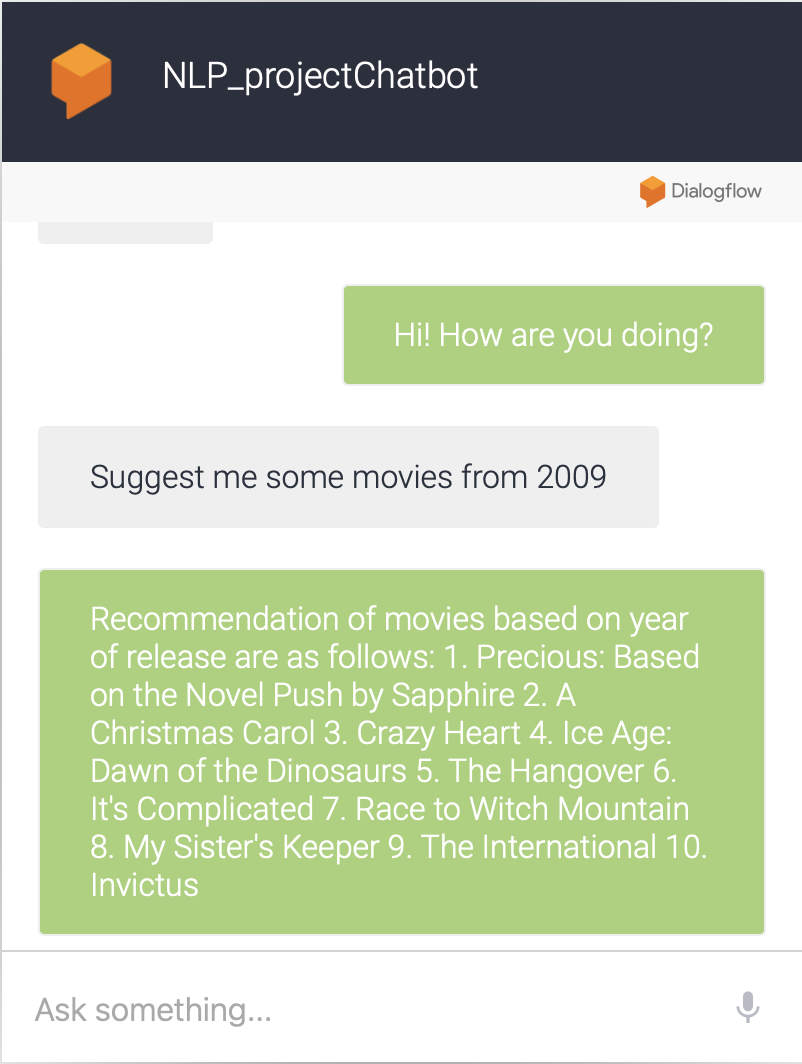 NLP_projectChatbot
Dialogflow
Hi! How are you doing?
Suggest me some movies from 2009
Recommendation of movies based on year
of release are as follows: 1. Precious: Based
on the Novel Push by Sapphire 2. A
Christmas Carol 3. Crazy Heart 4. Ice Age:
Dawn of the Dinosaurs 5. The Hangover 6.
It's Complicated 7. Race to Witch Mountain
8. My Sister's Keeper 9. The International 10.
Invictus
Ask something...